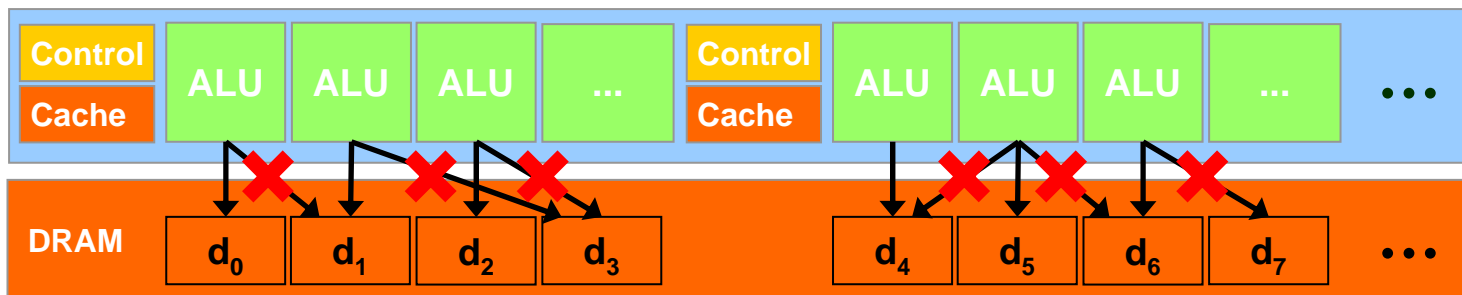 Control ALU ALU ALU ... Control ALU ALU ALU ... ...
Cache Cache
DRAM d₀ d₁ d₂ d₃ d₄ d₅ d₆ d₇ ...